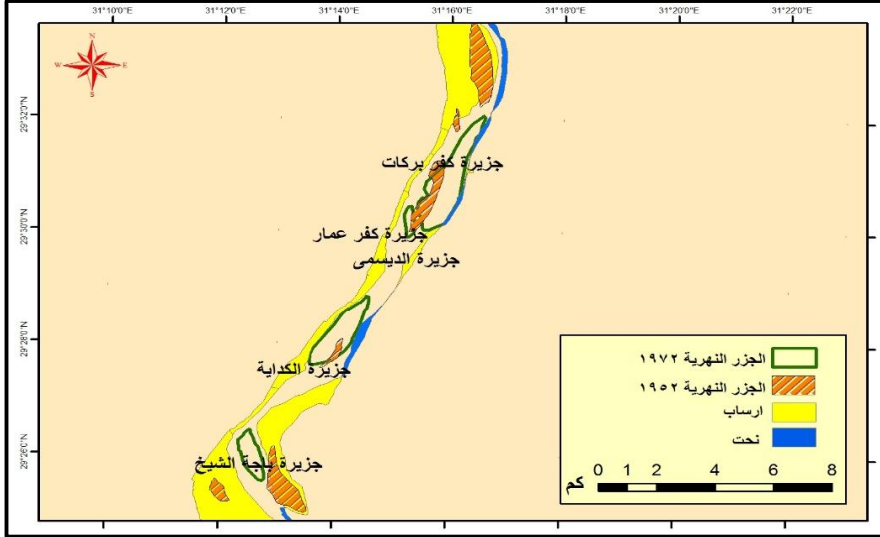 31°10'0"E 31°12'0"E 31°14'0"E 31°16'0"E 31°18'0"E 31°20'0"E 31°22'0"E
N
W E
S
29°32'0"N
جزيرة كفر بركات
29°30'0"N
جزيرة كفر عمار
جزيرة الديسمى
29°28'0"N
جزيرة الكداية
29°26'0"N
جزيرة باجة الشيخ
الجزر النهرية ١٩٧٢
الجزر النهرية ١٩٥٢
ارساب
نحت
0 1 2 4 6 8
كم